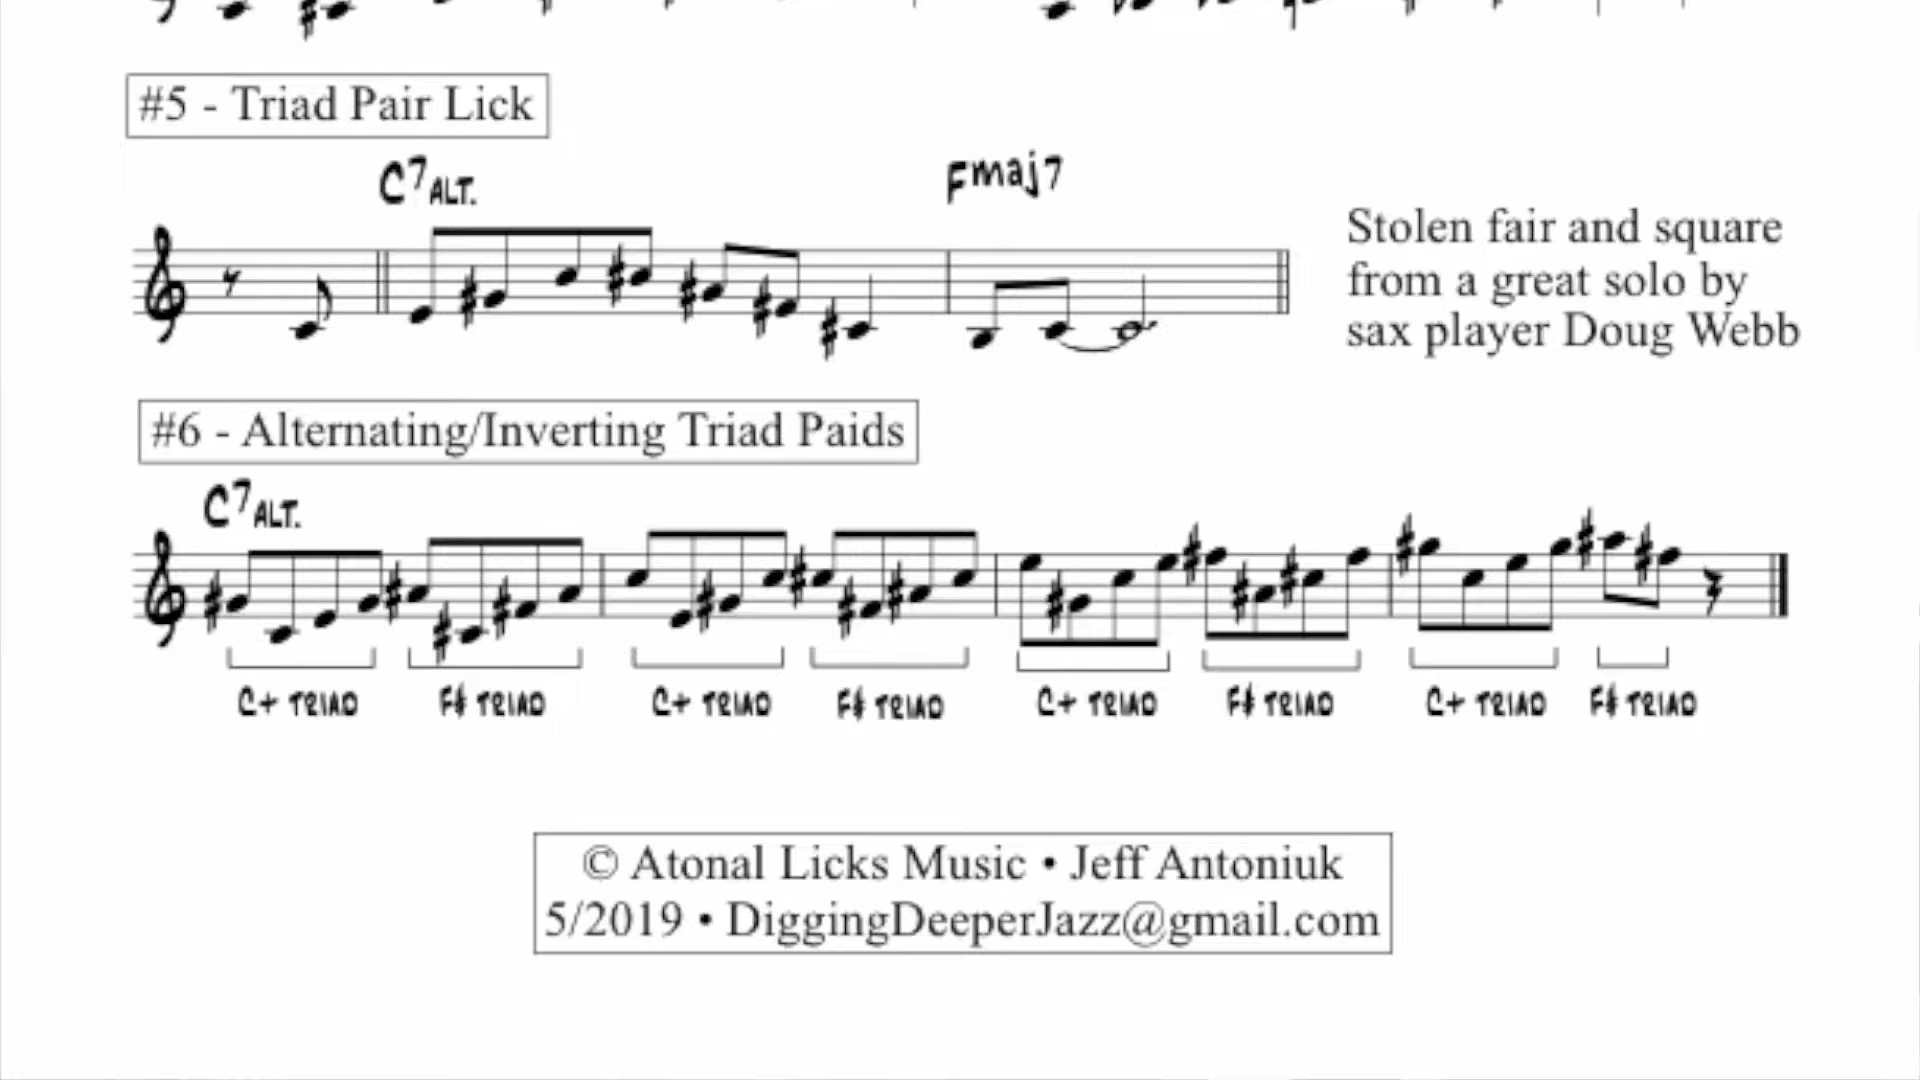 #5 - Triad Pair Lick
C7ALT.
Fmaj7
Stolen fair and square
from a great solo by
sax player Doug Webb
#6 - Alternating/Inverting Triad Paids
C7ALT.
C+ TRIAD F# TRIAD C+ TRIAD F# TRIAD C+ TRIAD F# TRIAD C+ TRIAD F# TRIAD
© Atonal Licks Music • Jeff Antoniuk
5/2019 • DiggingDeeperJazz@gmail.com